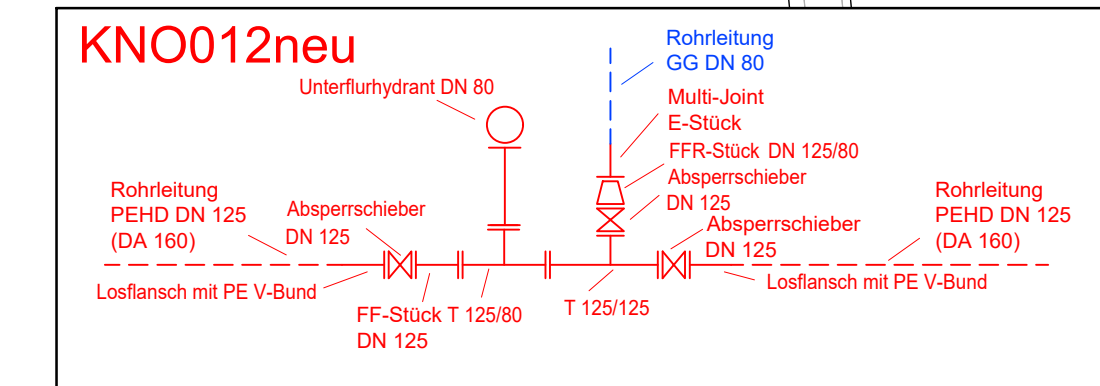 KNO012neu
Unterflurhydrant DN 80
Rohrleitung
GG DN 80
Multi-Joint
E-Stück
FFR-Stück DN 125/80
Absperrschieber
DN 125
Rohrleitung
PEHD DN 125
(DA 160)
Absperrschieber
DN 125
Absperrschieber
DN 125
Rohrleitung
PEHD DN 125
(DA 160)
Losflansch mit PE V-Bund
FF-Stück
DN 125
T 125/80
T 125/125
Losflansch mit PE V-Bund